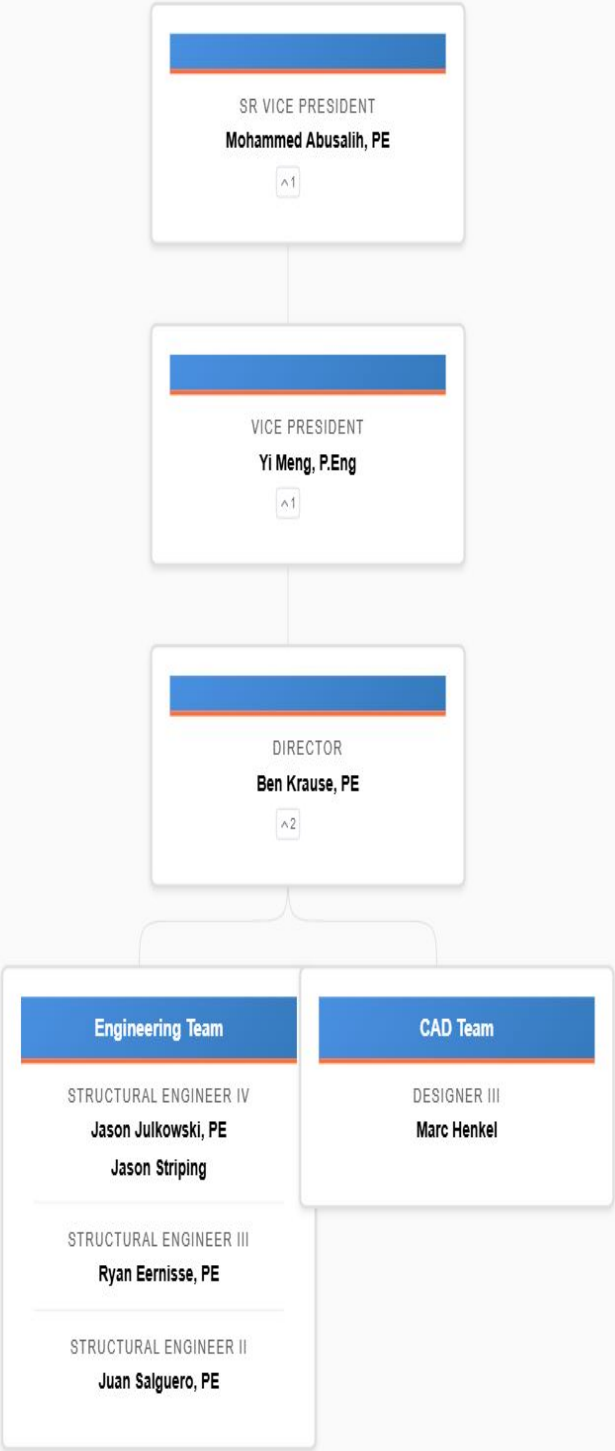 SR VICE PRESIDENT
Mohammed Abusalih, PE
^1
VICE PRESIDENT
Yi Meng, P.Eng
^1
DIRECTOR
Ben Krause, PE
^2
Engineering Team
STRUCTURAL ENGINEER IV
Jason Julkowski, PE
Jason Striping
STRUCTURAL ENGINEER III
Ryan Eernisse, PE
STRUCTURAL ENGINEER II
Juan Salguero, PE
CAD Team
DESIGNER III
Marc Henkel